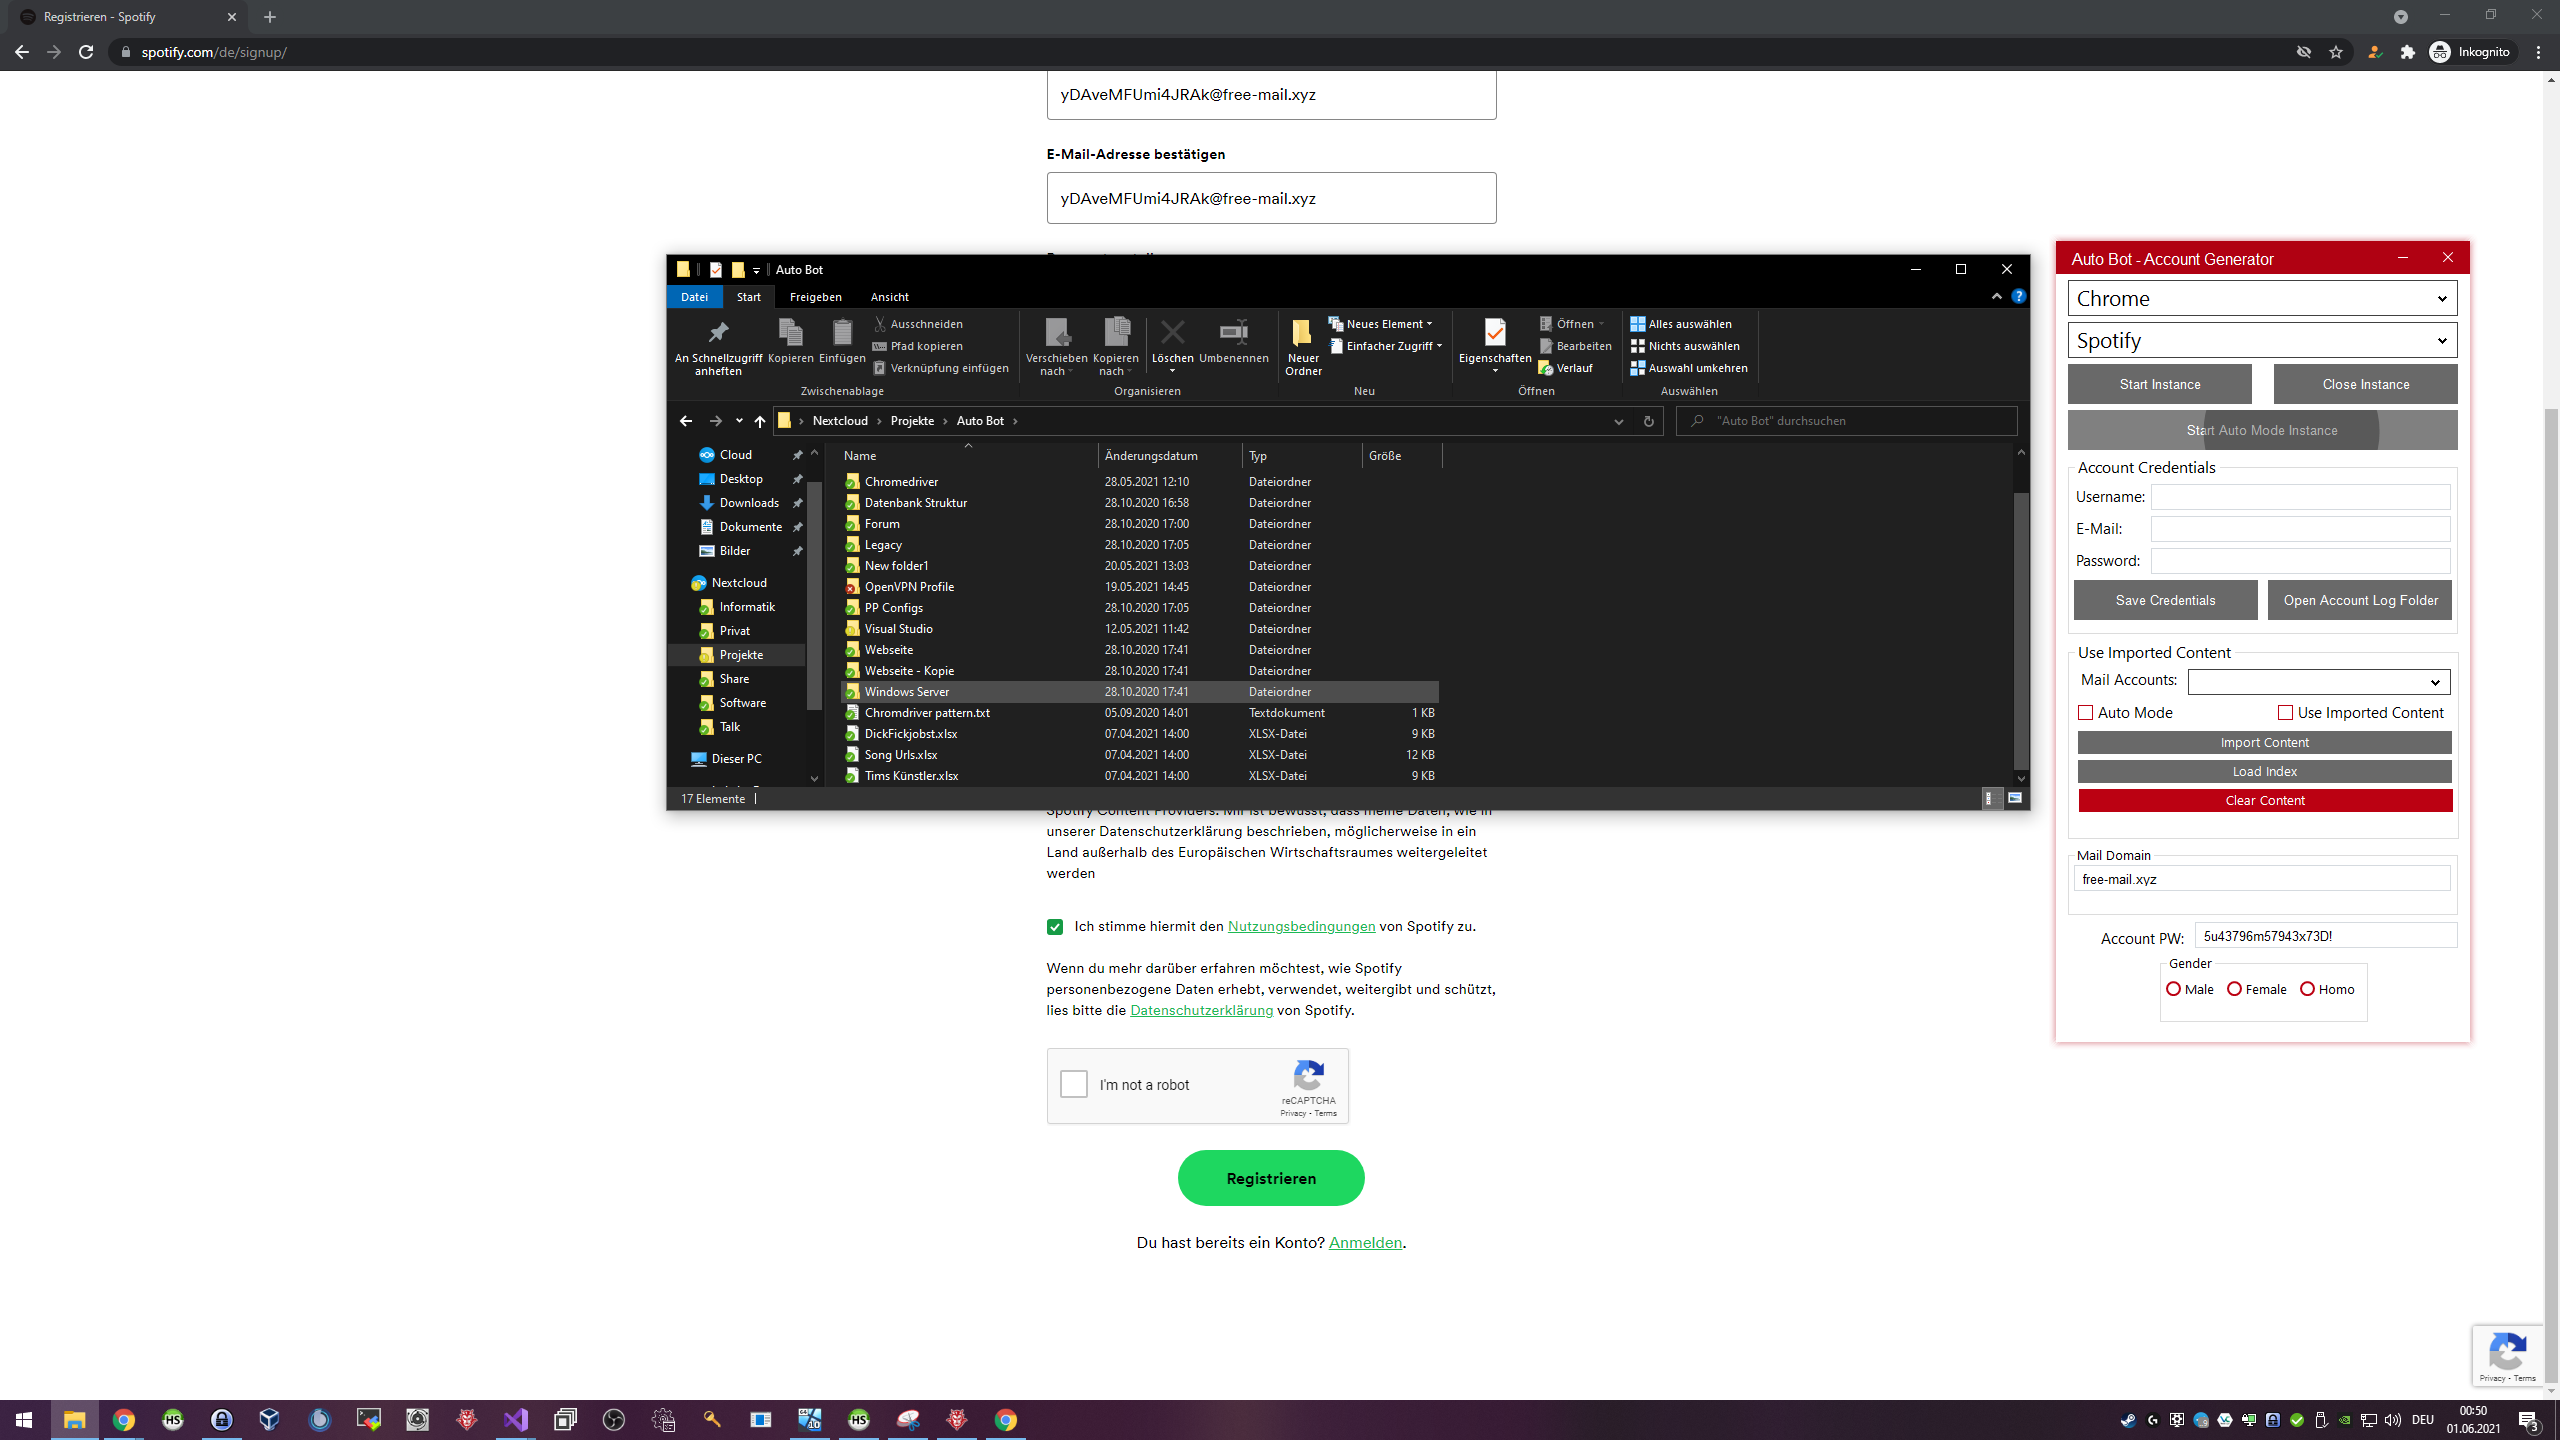 Registrieren - Spotify
spotify.com/de/signup/
Inkognito
yDAveMFUmi4JRAk@free-mail.xyz
E-Mail-Adresse bestätigen
yDAveMFUmi4JRAk@free-mail.xyz
Auto Bot
Datei Start Freigeben Ansicht
An Schnellzugriff anheften
Kopieren
Einfügen
Ausschneiden
Pfad kopieren
Verknüpfung einfügen
Zwischenablage
Verschieben nach
Kopieren nach
Löschen
Umbenennen
Organisieren
Neuer Ordner
Neues Element
Einfacher Zugriff
Neu
Eigenschaften
Öffnen
Bearbeiten
Verlauf
Öffnen
Alles auswählen
Nichts auswählen
Auswahl umkehren
Auswählen
Nextcloud > Projekte > Auto Bot >
"Auto Bot" durchsuchen
Cloud
Desktop
Downloads
Dokumente
Bilder
Nextcloud
Informatik
Privat
Projekte
Share
Software
Talk
Dieser PC
Name Änderungsdatum Typ Größe
Chromedriver 28.05.2021 12:10 Dateiordner
Datenbank Struktur 28.10.2020 16:58 Dateiordner
Forum 28.10.2020 17:00 Dateiordner
Legacy 28.10.2020 17:05 Dateiordner
New folder1 20.05.2021 13:03 Dateiordner
OpenVPN Profile 19.05.2021 14:45 Dateiordner
PP Configs 28.10.2020 17:05 Dateiordner
Visual Studio 12.05.2021 11:42 Dateiordner
Webseite 28.10.2020 17:41 Dateiordner
Webseite - Kopie 28.10.2020 17:41 Dateiordner
Windows Server 28.10.2020 17:41 Dateiordner
Chromdriver pattern.txt 05.09.2020 14:01 Textdokument 1 KB
DickFickjobst.xlsx 07.04.2021 14:00 XLSX-Datei 9 KB
Song Urls.xlsx 07.04.2021 14:00 XLSX-Datei 12 KB
Tims Künstler.xlsx 07.04.2021 14:00 XLSX-Datei 9 KB
17 Elemente
Spotify Content Providers. Mir ist bewusst, dass meine Daten, wie in
unserer Datenschutzerklärung beschrieben, möglicherweise in ein
Land außerhalb des Europäischen Wirtschaftsraumes weitergeleitet
werden
Ich stimme hiermit den Nutzungsbedingungen von Spotify zu.
Wenn du mehr darüber erfahren möchtest, wie Spotify
personenbezogene Daten erhebt, verwendet, weitergibt und schützt,
lies bitte die Datenschutzerklärung von Spotify.
I'm not a robot
reCAPTCHA
Privacy - Terms
Registrieren
Du hast bereits ein Konto? Anmelden.
Auto Bot - Account Generator
Chrome
Spotify
Start Instance Close Instance
Start Auto Mode Instance
Account Credentials
Username:
E-Mail:
Password:
Save Credentials Open Account Log Folder
Use Imported Content
Mail Accounts:
Auto Mode Use Imported Content
Import Content
Load Index
Clear Content
Mail Domain
free-mail.xyz
Account PW: 5u43796m57943x73D!
Gender
Male Female Homo
Privacy - Terms
HS
HS
DEU
00:50
01.06.2021
3